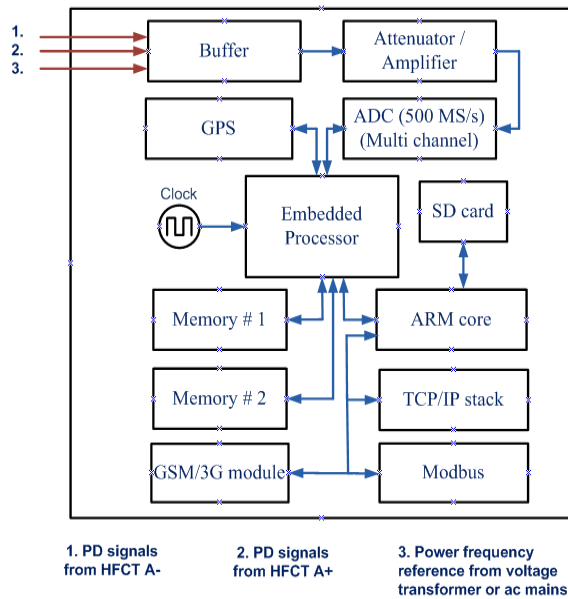 1.
2.
3.
Buffer
Attenuator /
Amplifier
GPS
ADC (500 MS/s)
(Multi channel)
Clock
Embedded
Processor
SD card
Memory # 1
ARM core
Memory # 2
TCP/IP stack
GSM/3G module
Modbus
1. PD signals
from HFCT A-
2. PD signals
from HFCT A+
3. Power frequency
reference from voltage
transformer or ac mains